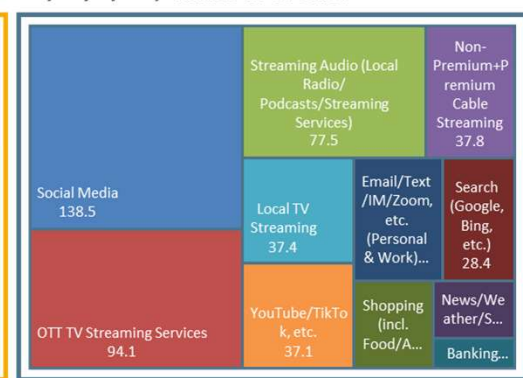 Social Media
138.5
OTT TV Streaming Services
94.1
Streaming Audio (Local
Radio/
Podcasts/Streaming
Services)
77.5
Non-
Premium+P
remium
Cable
Streaming
37.8
Local TV
Streaming
37.4
YouTube/TikTo
k, etc.
37.1
Email/Text
/IM/Zoom,
etc.
(Personal
& Work)...
Search
(Google,
Bing,
etc.)
28.4
Shopping
(incl.
Food/A...
News/We
ather/S...
Banking...